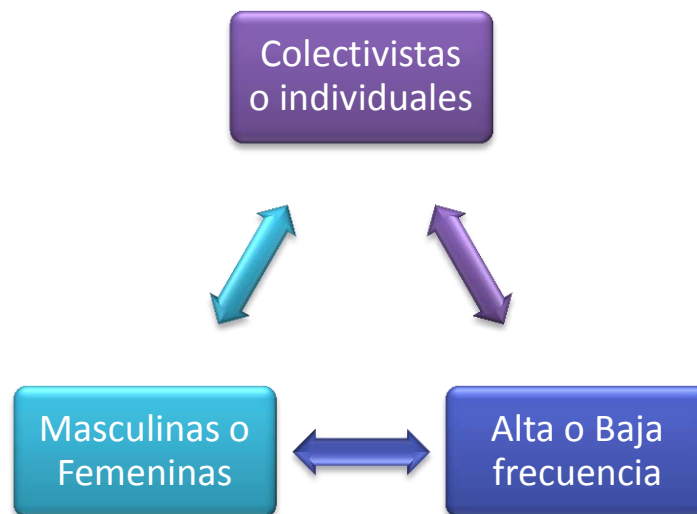 Colectivistas
o individuales
Masculinas o
Femeninas
Alta o Baja
frecuencia